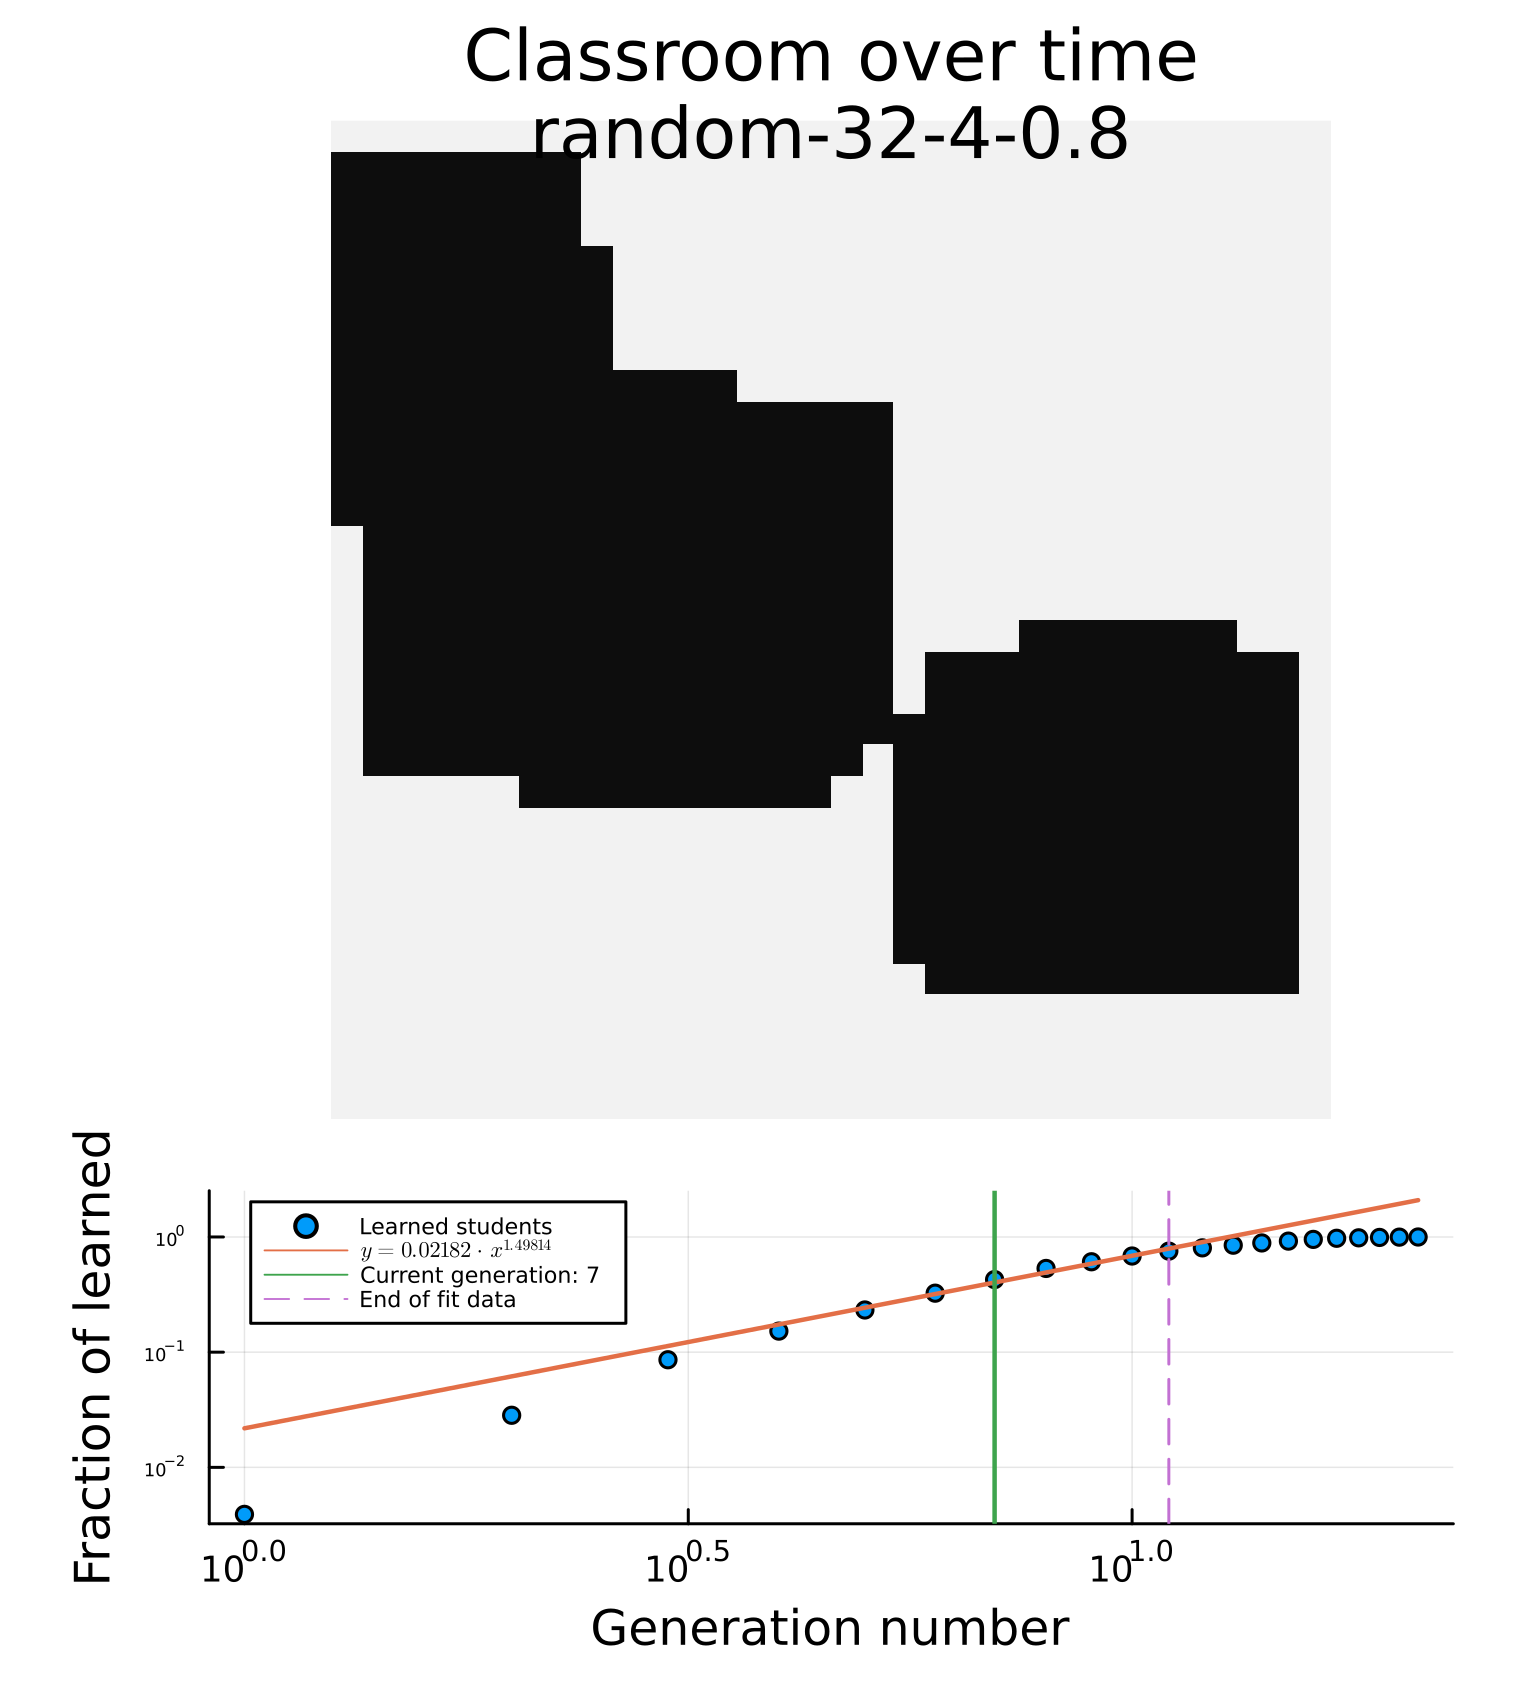 Classroom over time
random-32-4-0.8
Fraction of learned
10^0
10^-1
10^-2
Learned students
y = 0.02182 · x^1.49814
Current generation: 7
End of fit data
10^0.0
10^0.5
10^1.0
Generation number